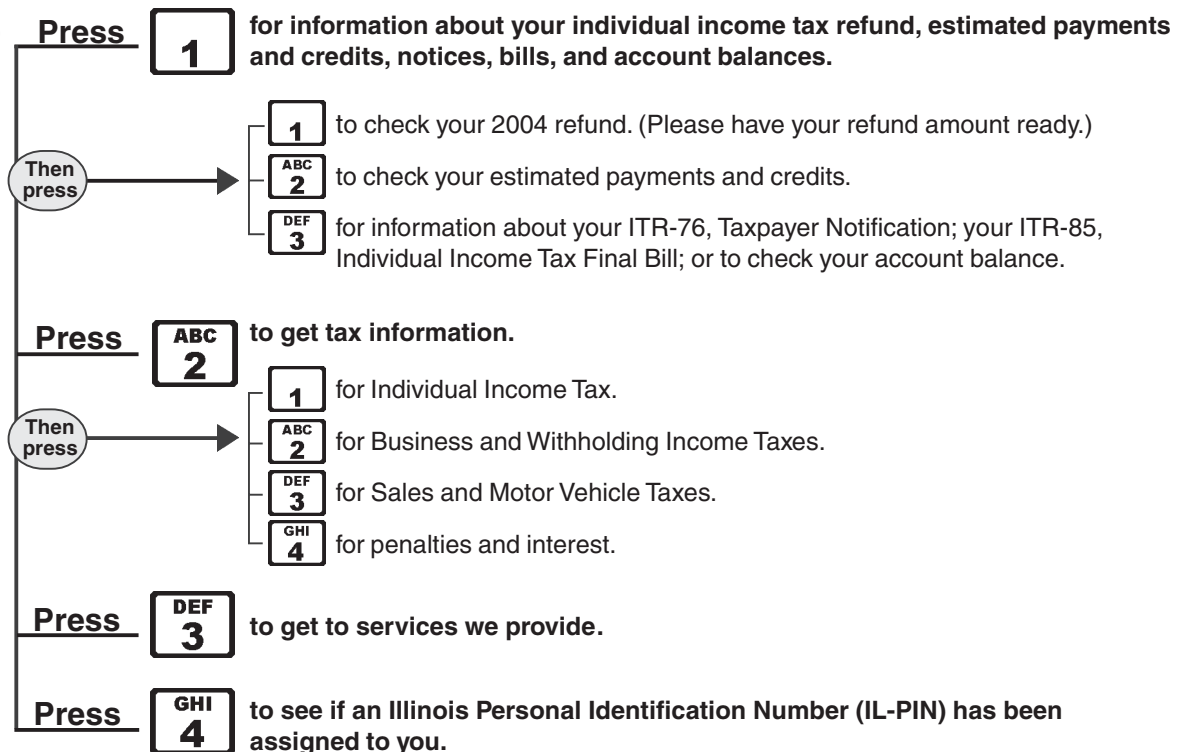 Press 1 for information about your individual income tax refund, estimated payments
and credits, notices, bills, and account balances.
Then
press
1 to check your 2004 refund. (Please have your refund amount ready.)
ABC
2 to check your estimated payments and credits.
DEF
3 for information about your ITR-76, Taxpayer Notification; your ITR-85,
Individual Income Tax Final Bill; or to check your account balance.
Press ABC
2 to get tax information.
Then
press
1 for Individual Income Tax.
ABC
2 for Business and Withholding Income Taxes.
DEF
3 for Sales and Motor Vehicle Taxes.
GHI
4 for penalties and interest.
Press DEF
3 to get to services we provide.
Press GHI
4 to see if an Illinois Personal Identification Number (IL-PIN) has been
assigned to you.